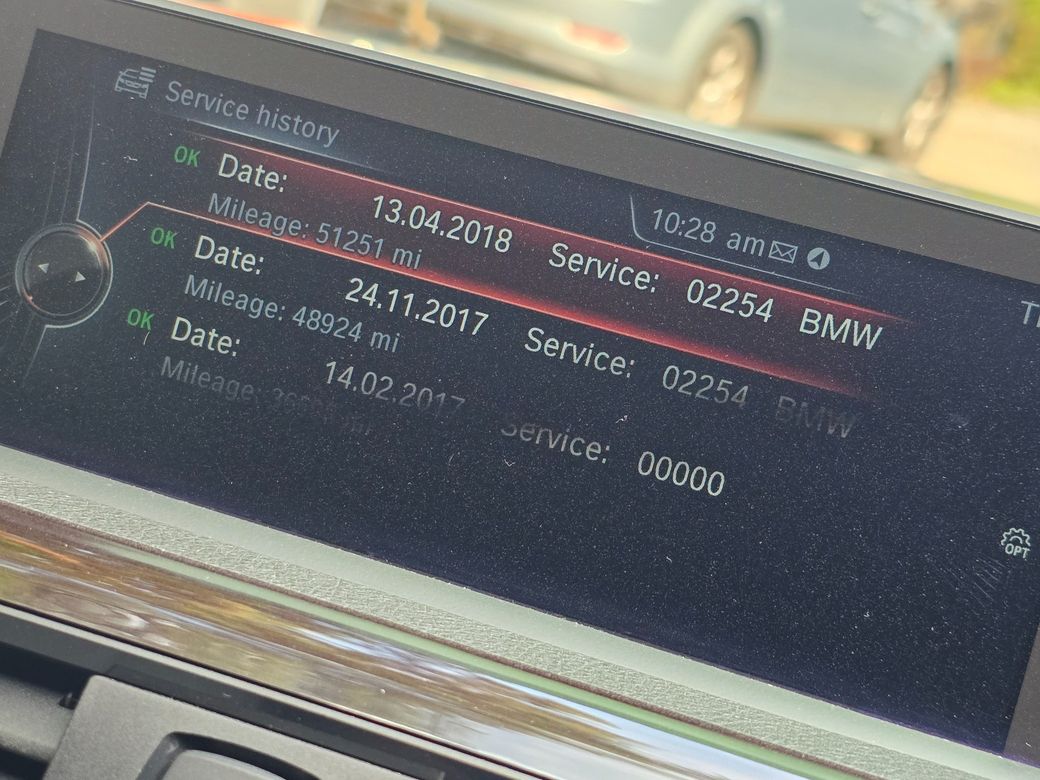 Service history
10:28 am
OK Date: 13.04.2018 Service: 02254 BMW
Mileage: 51251 mi
OK Date: 24.11.2017 Service: 02254 BMW
Mileage: 48924 mi
OK Date: 14.02.2017 Service: 00000
Mileage:
OPT